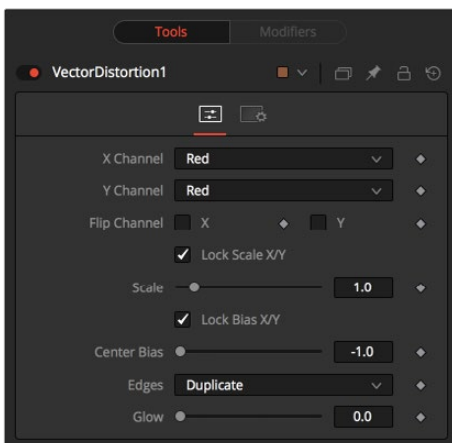 Tools Modifiers
VectorDistortion1
X Channel Red
Y Channel Red
Flip Channel X Y
Lock Scale X/Y
Scale 1.0
Lock Bias X/Y
Center Bias -1.0
Edges Duplicate
Glow 0.0